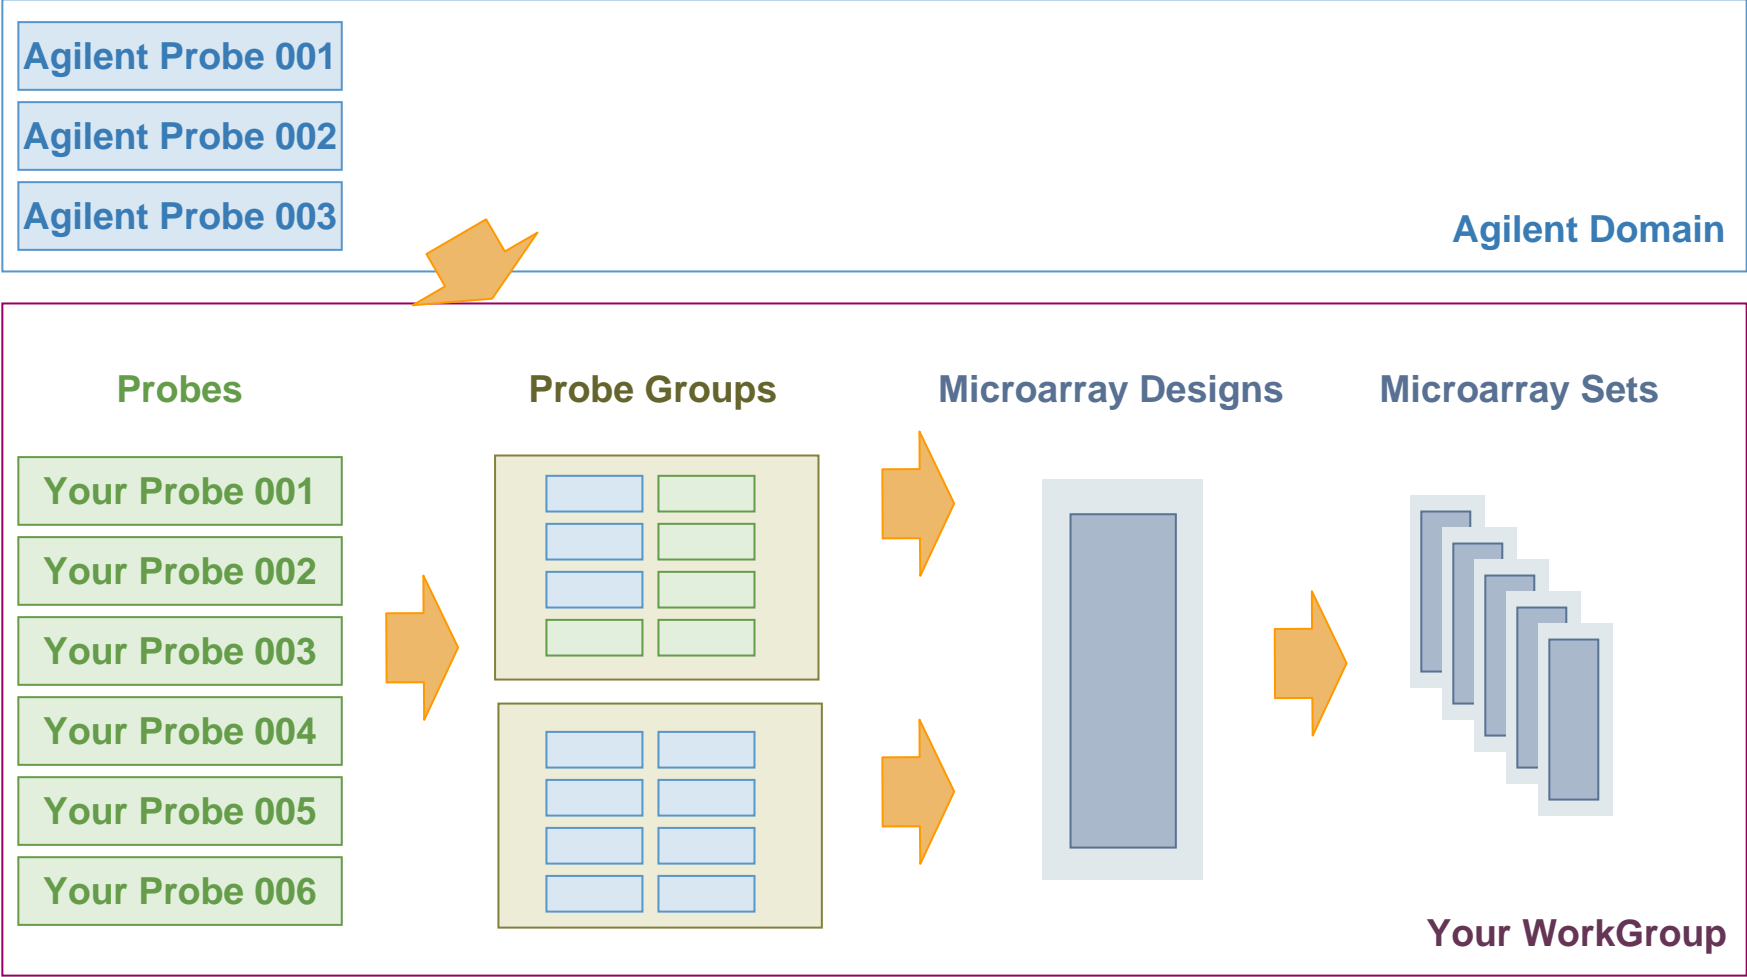 Agilent Probe 001
Agilent Probe 002
Agilent Probe 003
Agilent Domain
Probes
Probe Groups
Microarray Designs
Microarray Sets
Your Probe 001
Your Probe 002
Your Probe 003
Your Probe 004
Your Probe 005
Your Probe 006
Your WorkGroup